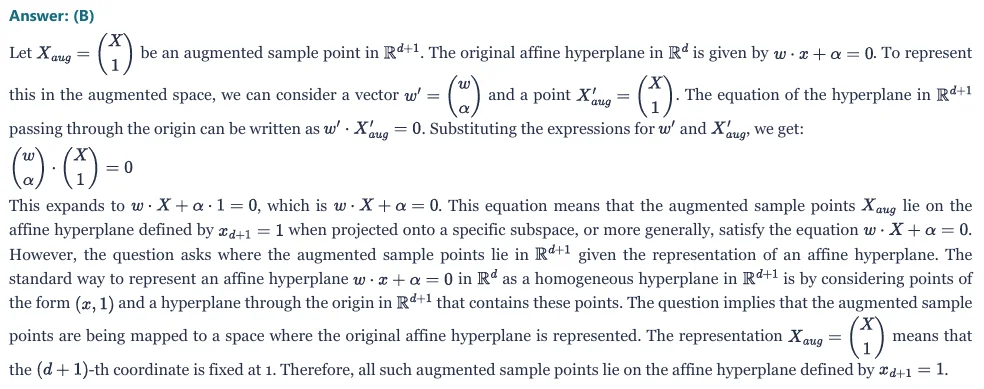 Answer: (B)
Let X_aug = (X 1) be an augmented sample point in ℝ^{d+1}. The original affine hyperplane in ℝ^d is given by w · x + α = 0. To represent
this in the augmented space, we can consider a vector w′ = (w α) and a point X′_aug = (X 1). The equation of the hyperplane in ℝ^{d+1}
passing through the origin can be written as w′ · X′_aug = 0. Substituting the expressions for w′ and X′_aug, we get:
(w α) · (X 1) = 0
This expands to w · X + α · 1 = 0, which is w · X + α = 0. This equation means that the augmented sample points X_aug lie on the
affine hyperplane defined by x_{d+1} = 1 when projected onto a specific subspace, or more generally, satisfy the equation w · X + α = 0.
However, the question asks where the augmented sample points lie in ℝ^{d+1} given the representation of an affine hyperplane. The
standard way to represent an affine hyperplane w · x + α = 0 in ℝ^d as a homogeneous hyperplane in ℝ^{d+1} is by considering points of
the form (x, 1) and a hyperplane through the origin in ℝ^{d+1} that contains these points. The question implies that the augmented sample
points are being mapped to a space where the original affine hyperplane is represented. The representation X_aug = (X 1) means that
the (d + 1)-th coordinate is fixed at 1. Therefore, all such augmented sample points lie on the affine hyperplane defined by x_{d+1} = 1.